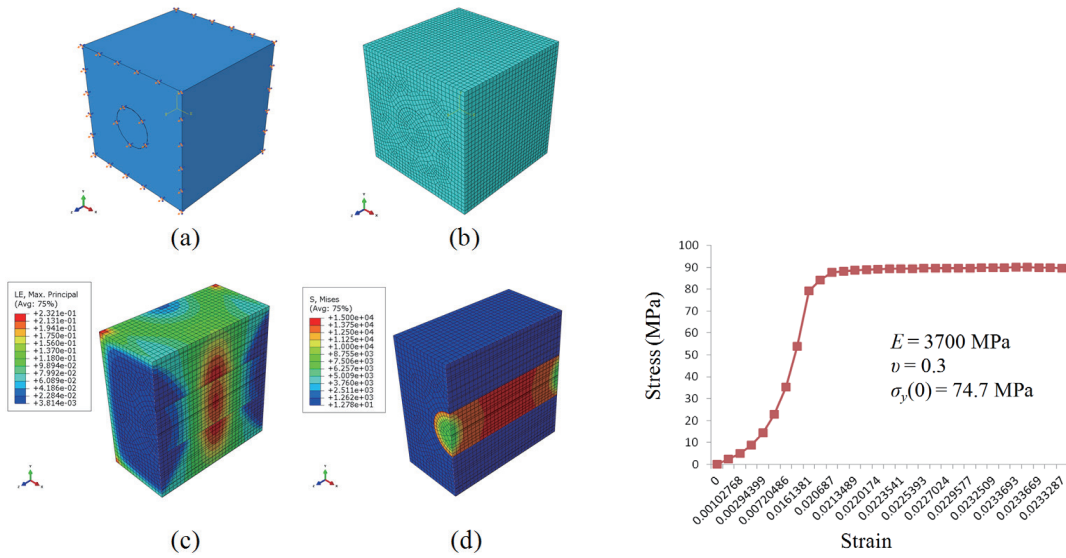 (a)
(b)
LE, Max. Principal
(Avg: 75%)
+2.321e-01
+2.131e-01
+1.941e-01
+1.750e-01
+1.560e-01
+1.370e-01
+1.180e-01
+9.894e-02
+7.992e-02
+6.089e-02
+4.186e-02
+2.284e-02
+3.814e-03
(c)
S, Mises
(Avg: 75%)
+1.500e+04
+1.375e+04
+1.250e+04
+1.125e+04
+1.000e+04
+8.755e+03
+7.506e+03
+6.257e+03
+5.009e+03
+3.760e+03
+2.511e+03
+1.262e+03
+1.278e+01
(d)
Stress (MPa)
100
90
80
70
60
50
40
30
20
10
0
E = 3700 MPa
υ = 0.3
σy(0) = 74.7 MPa
0
0.00102768
0.00294399
0.00720486
0.0161381
0.020687
0.0213489
0.0220174
0.0223541
0.0225393
0.0227024
0.0229577
0.0232509
0.0233693
0.0233669
0.0233287
Strain